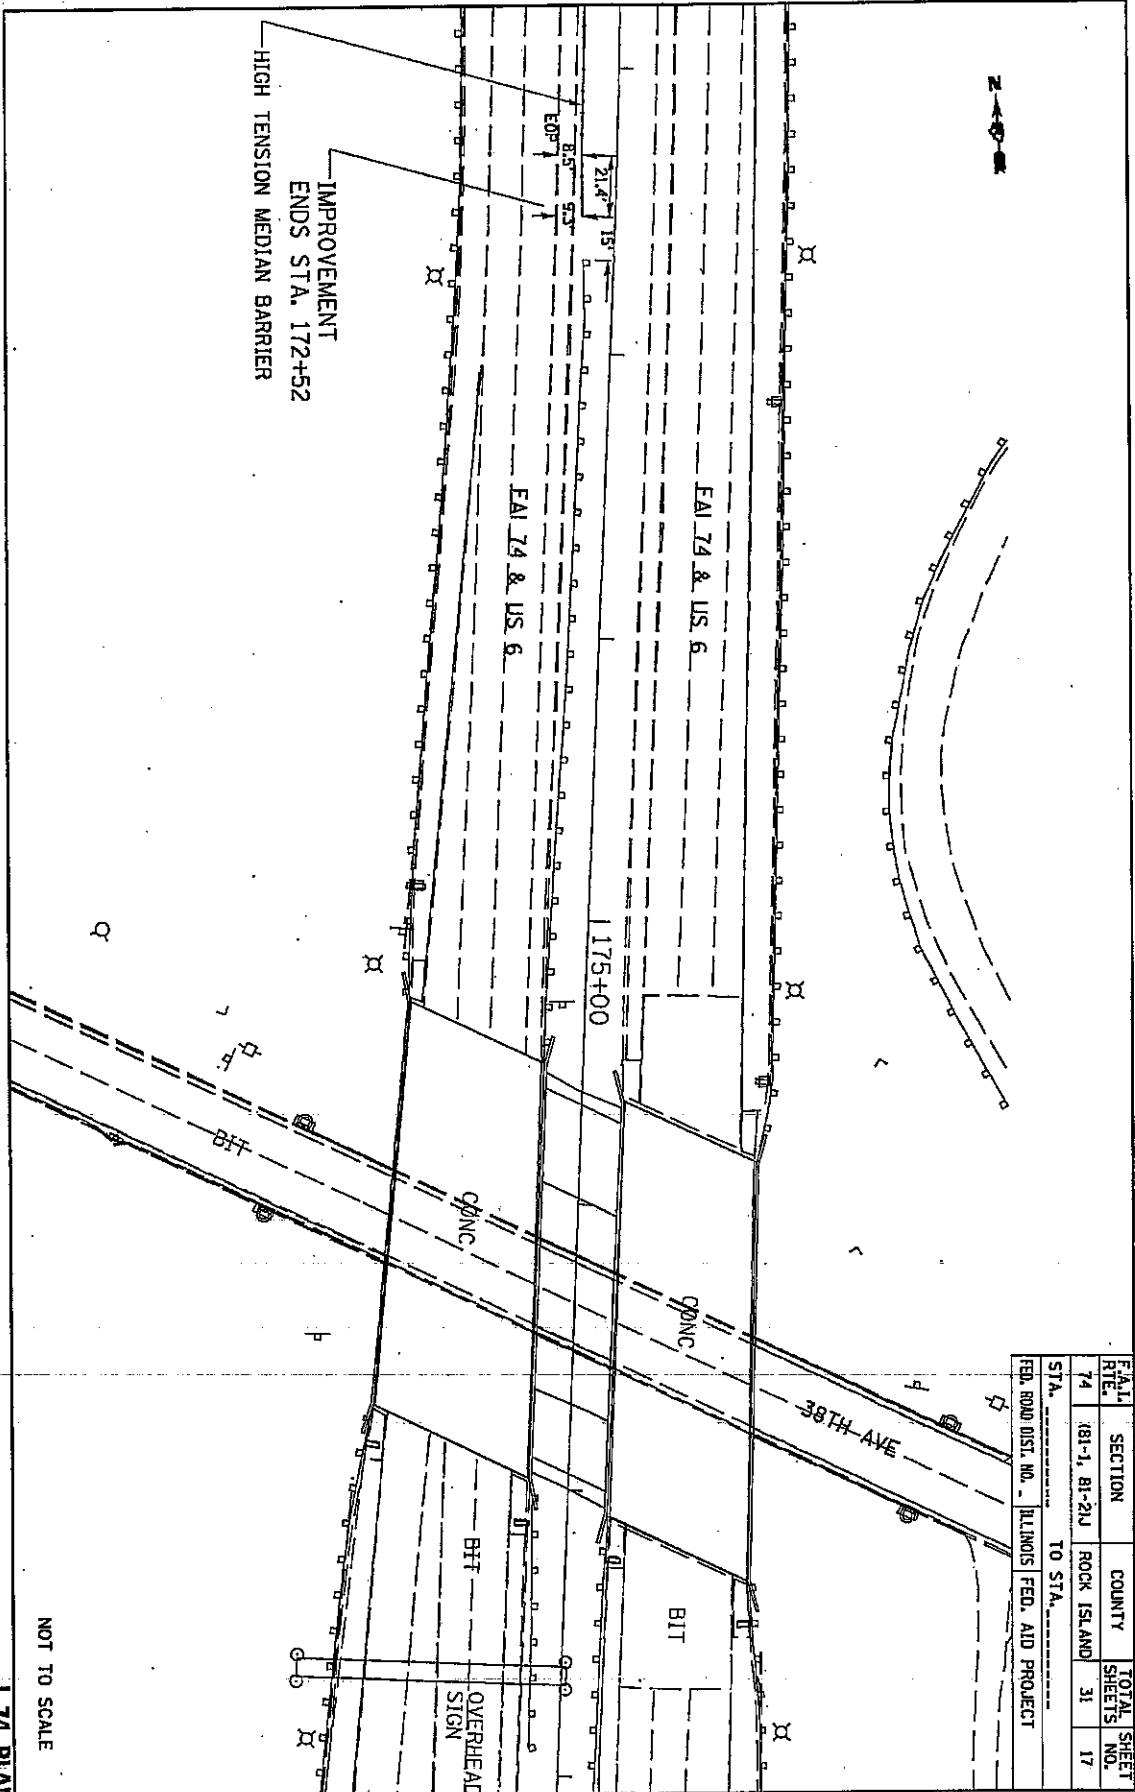 F.A.I. RTE. SECTION COUNTY TOTAL SHEETS SHEET NO.
74 (81-1, 81-2)J ROCK ISLAND 31 17
STA. TO STA.
FED. ROAD DIST. NO. ILLINOIS FED. AID PROJECT
N
EOP
8.5'
21.4'
9.3'
15'
IMPROVEMENT
ENDS STA. 172+52
HIGH TENSION MEDIAN BARRIER
FAI 74 & US 6
FAI 74 & US 6
175+00
BIT
CONC
CONC
38TH AVE
BIT
BIT
OVERHEAD
SIGN
NOT TO SCALE